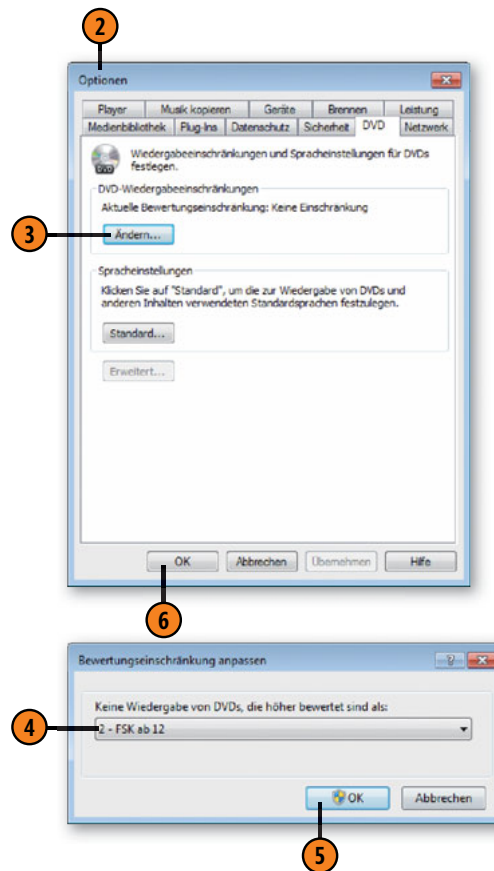 2
Optionen
Player Musik kopieren Geräte Brennen Leistung
Medienbibliothek Plug-Ins Datenschutz Sicherheit DVD Netzwerk
DVD
Wiedergabeeinschränkungen und Spracheinstellungen für DVDs
festlegen.
DVD-Wiedergabeeinschränkungen
Aktuelle Bewertungseinschränkung: Keine Einschränkung
3
Ändern...
Spracheinstellungen
Klicken Sie auf "Standard", um die zur Wiedergabe von DVDs und
anderen Inhalten verwendeten Standardsprachen festzulegen.
Standard...
Erweitert...
OK Abbrechen Übernehmen Hilfe
6
Bewertungseinschränkung anpassen
Keine Wiedergabe von DVDs, die höher bewertet sind als:
4
2 - FSK ab 12
OK Abbrechen
5